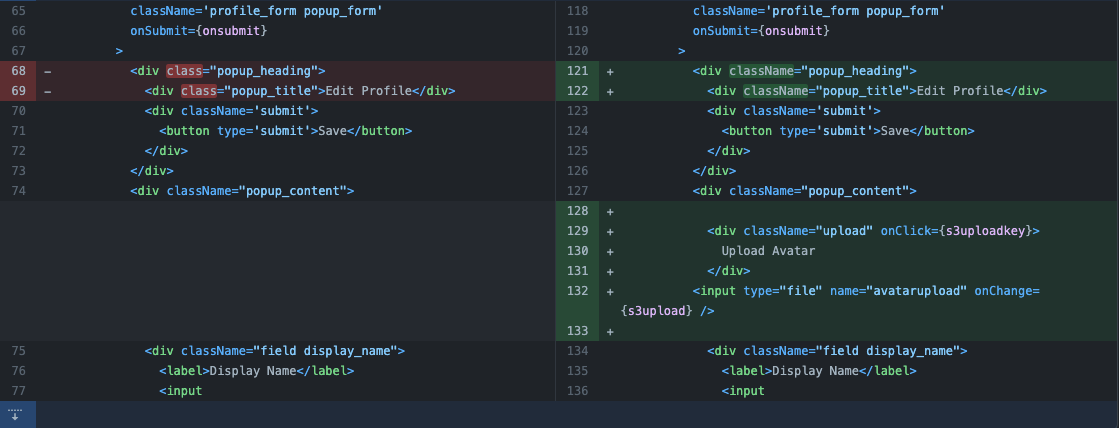 65 className='profile_form popup_form'
66 onSubmit={onsubmit}
67 >
68 - <div class="popup_heading">
69 - <div class="popup_title">Edit Profile</div>
70 <div className='submit'>
71 <button type='submit'>Save</button>
72 </div>
73 </div>
74 <div className="popup_content">
75 <div className="field display_name">
76 <label>Display Name</label>
77 <input
118 className='profile_form popup_form'
119 onSubmit={onsubmit}
120 >
121 + <div className="popup_heading">
122 + <div className="popup_title">Edit Profile</div>
123 <div className='submit'>
124 <button type='submit'>Save</button>
125 </div>
126 </div>
127 <div className="popup_content">
128 +
129 + <div className="upload" onClick={s3uploadkey}>
130 + Upload Avatar
131 + </div>
132 + <input type="file" name="avatarupload" onChange=
{s3upload} />
133 +
134 <div className="field display_name">
135 <label>Display Name</label>
136 <input